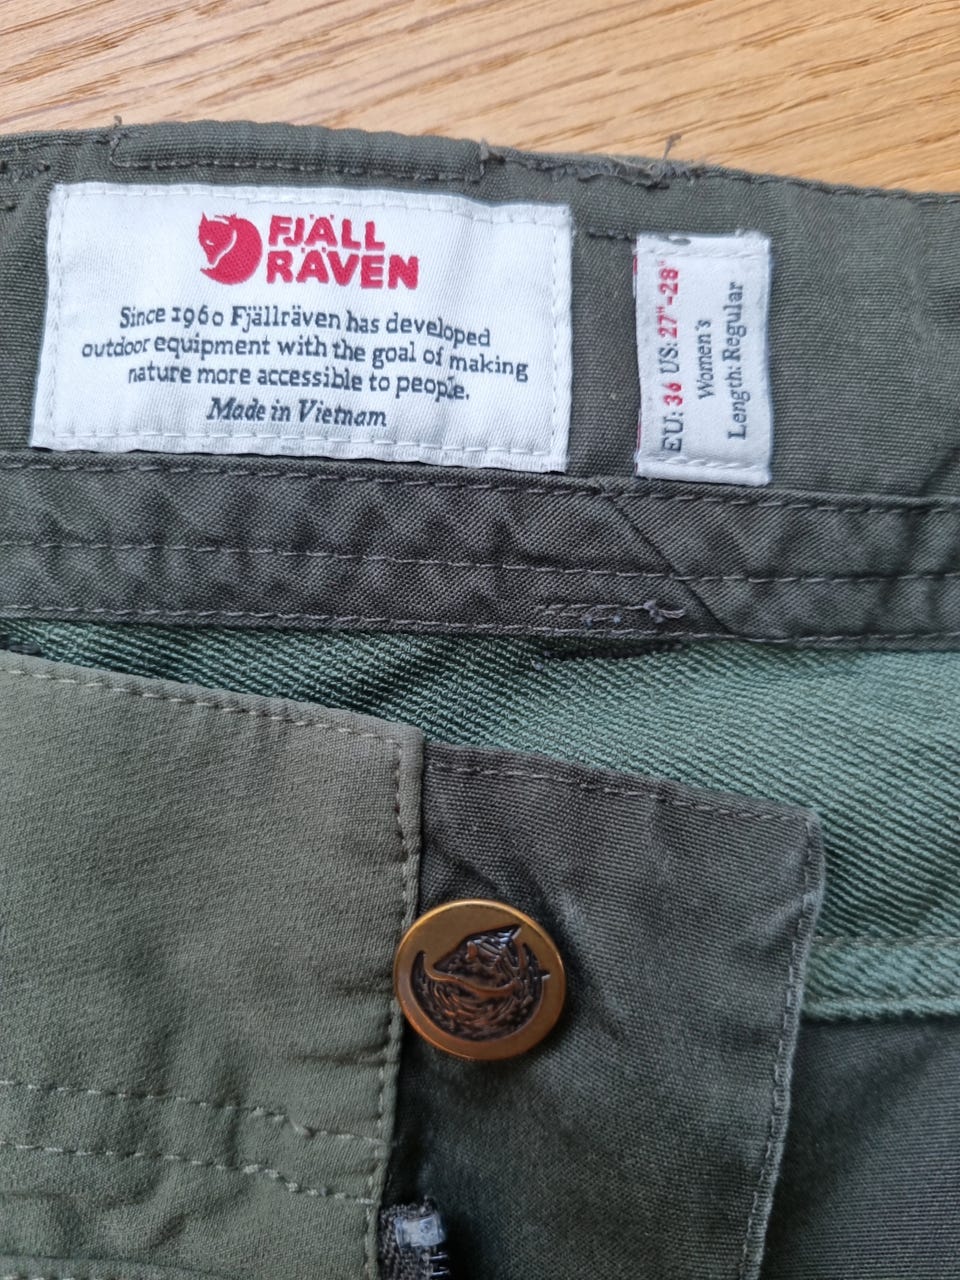 FJÄLL
RÄVEN
Since 1960 Fjällräven has developed
outdoor equipment with the goal of making
nature more accessible to people.
Made in Vietnam
EU: 36 US: 27"-28"
Women's
Length: Regular